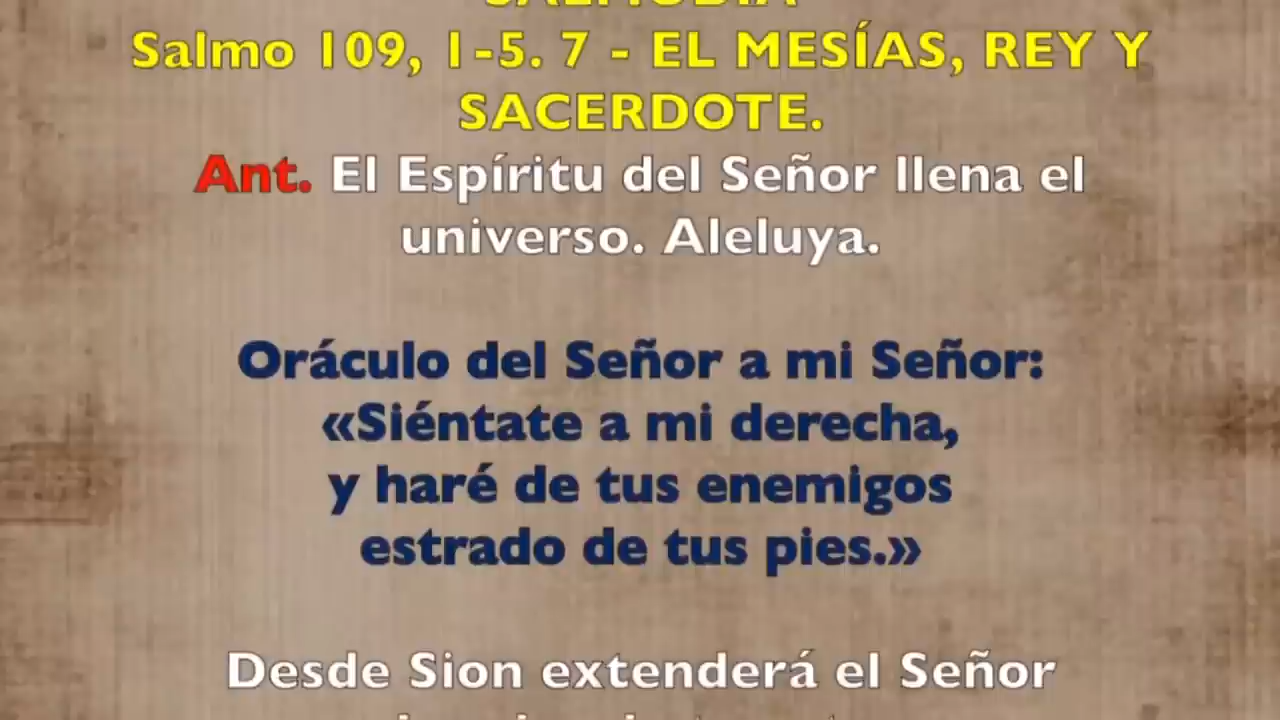 SALMODIA
Salmo 109, 1-5. 7 - EL MESÍAS, REY Y
SACERDOTE.
Ant. El Espíritu del Señor llena el
universo. Aleluya.
Oráculo del Señor a mi Señor:
«Siéntate a mi derecha,
y haré de tus enemigos
estrado de tus pies.»
Desde Sion extenderá el Señor